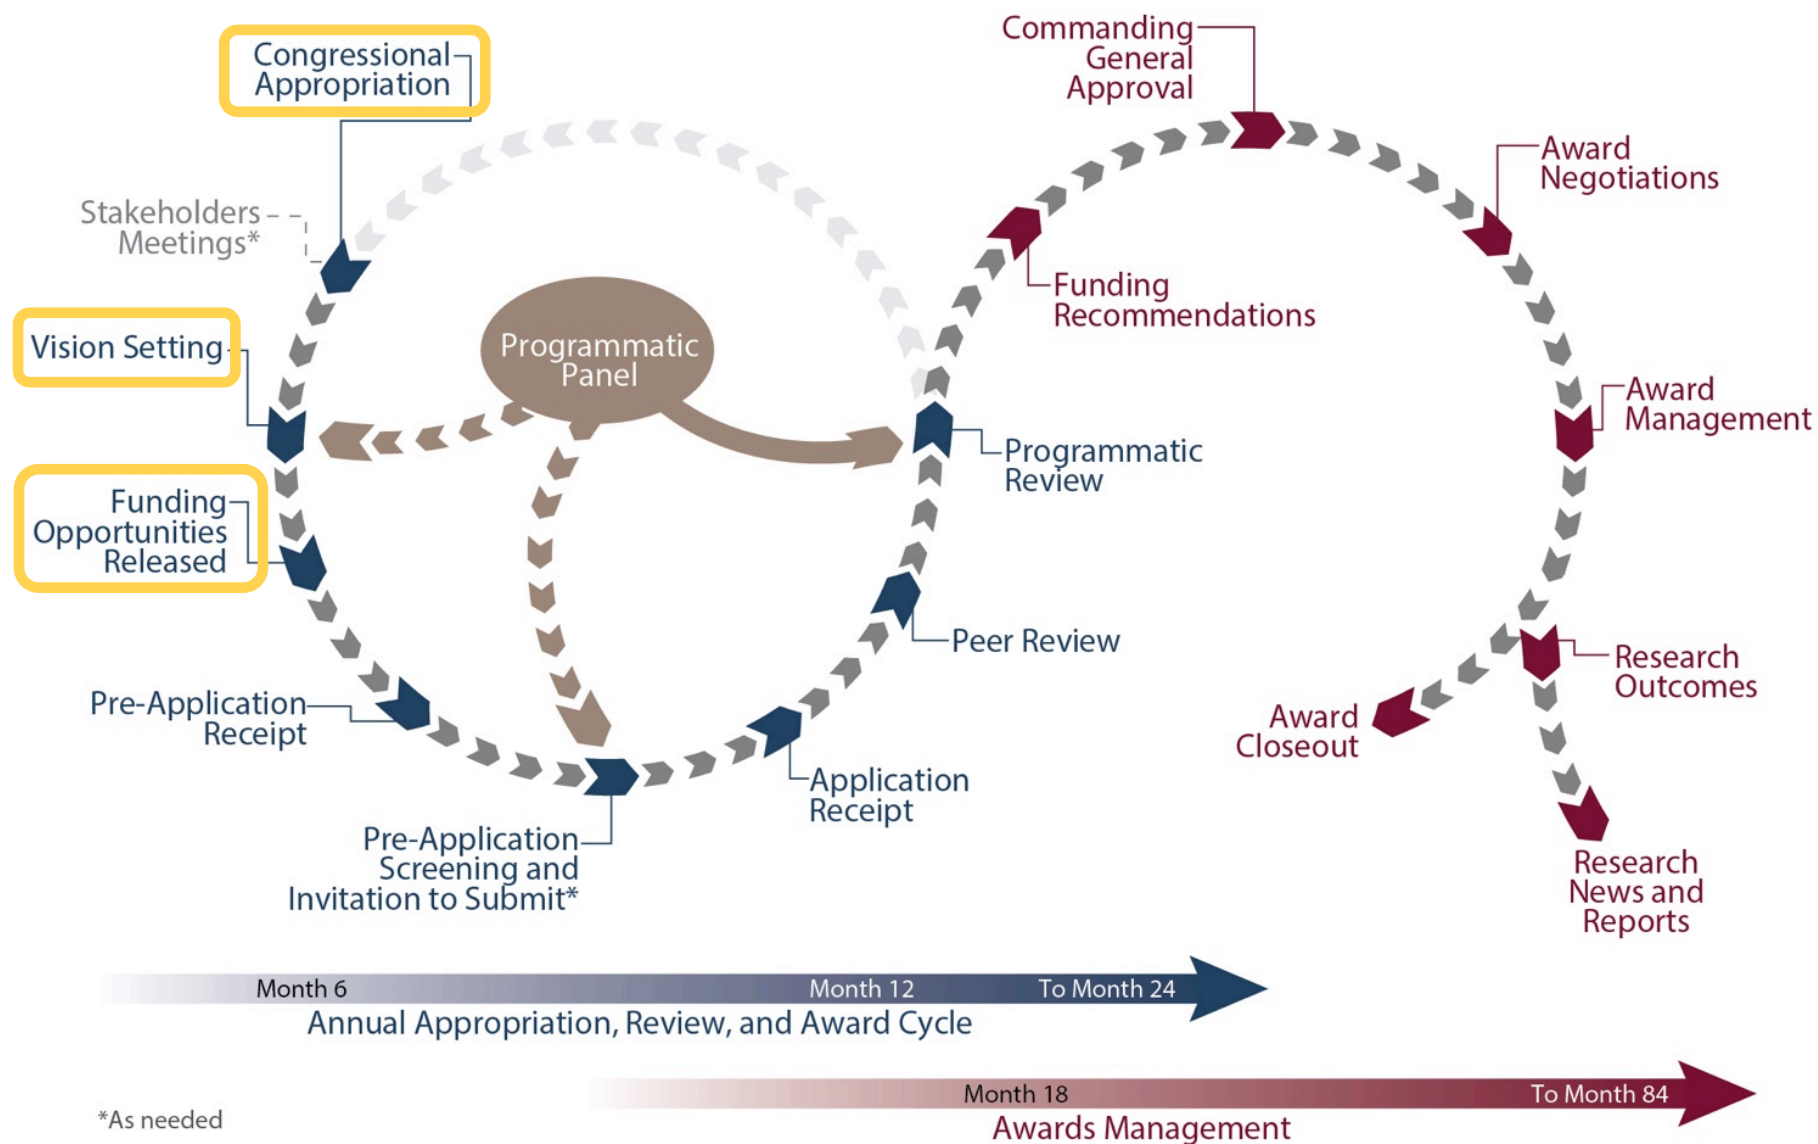 Congressional
Appropriation
Stakeholders
Meetings*
Vision Setting
Funding
Opportunities
Released
Pre-Application
Receipt
Pre-Application
Screening and
Invitation to Submit*
Application
Receipt
Peer Review
Programmatic
Review
Programmatic
Panel
Funding
Recommendations
Commanding
General
Approval
Award
Negotiations
Award
Management
Research
Outcomes
Award
Closeout
Research
News and
Reports
Month 6
Month 12
To Month 24
Annual Appropriation, Review, and Award Cycle
Month 18
To Month 84
Awards Management
*As needed